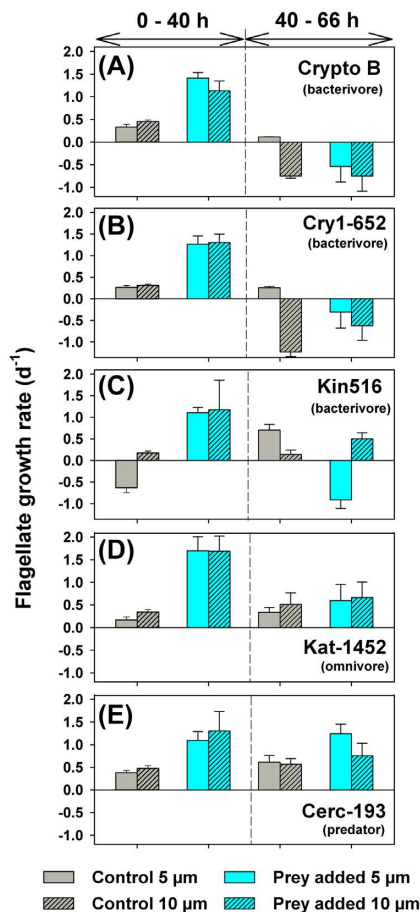 0 - 40 h 40 - 66 h
(A) Crypto B
(bacterivore)
2.0
1.5
1.0
0.5
0.0
-0.5
-1.0
(B) Cry1-652
(bacterivore)
2.0
1.5
1.0
0.5
0.0
-0.5
-1.0
(C) Kin516
(bacterivore)
2.0
1.5
1.0
0.5
0.0
-0.5
-1.0
(D)
2.0
1.5
1.0
0.5
0.0
-0.5
-1.0
Kat-1452
(omnivore)
(E)
2.0
1.5
1.0
0.5
0.0
-0.5
-1.0
Cerc-193
(predator)
Flagellate growth rate (d⁻¹)
Control 5 µm Prey added 5 µm
Control 10 µm Prey added 10 µm